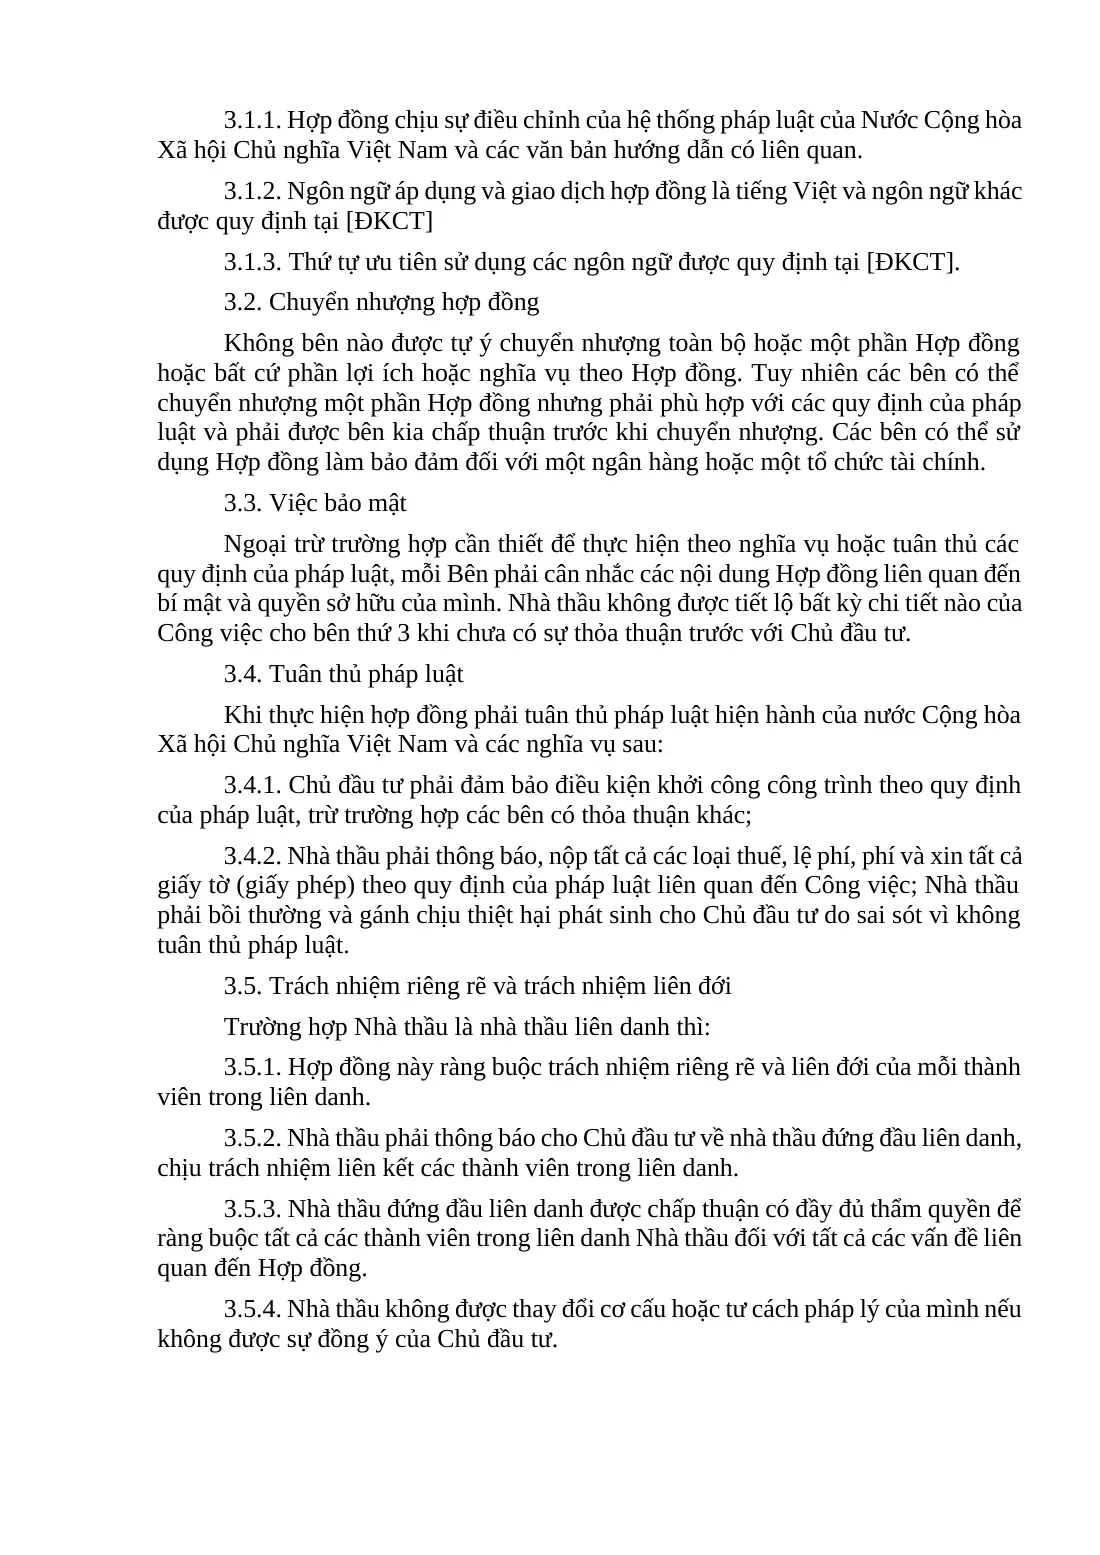 3.1.1. Hợp đồng chịu sự điều chỉnh của hệ thống pháp luật của Nước Cộng hòa
Xã hội Chủ nghĩa Việt Nam và các văn bản hướng dẫn có liên quan.
3.1.2. Ngôn ngữ áp dụng và giao dịch hợp đồng là tiếng Việt và ngôn ngữ khác
được quy định tại [ĐKCT]
3.1.3. Thứ tự ưu tiên sử dụng các ngôn ngữ được quy định tại [ĐKCT].
3.2. Chuyển nhượng hợp đồng
Không bên nào được tự ý chuyển nhượng toàn bộ hoặc một phần Hợp đồng
hoặc bất cứ phần lợi ích hoặc nghĩa vụ theo Hợp đồng. Tuy nhiên các bên có thể
chuyển nhượng một phần Hợp đồng nhưng phải phù hợp với các quy định của pháp
luật và phải được bên kia chấp thuận trước khi chuyển nhượng. Các bên có thể sử
dụng Hợp đồng làm bảo đảm đối với một ngân hàng hoặc một tổ chức tài chính.
3.3. Việc bảo mật
Ngoại trừ trường hợp cần thiết để thực hiện theo nghĩa vụ hoặc tuân thủ các
quy định của pháp luật, mỗi Bên phải cân nhắc các nội dung Hợp đồng liên quan đến
bí mật và quyền sở hữu của mình. Nhà thầu không được tiết lộ bất kỳ chi tiết nào của
Công việc cho bên thứ 3 khi chưa có sự thỏa thuận trước với Chủ đầu tư.
3.4. Tuân thủ pháp luật
Khi thực hiện hợp đồng phải tuân thủ pháp luật hiện hành của nước Cộng hòa
Xã hội Chủ nghĩa Việt Nam và các nghĩa vụ sau:
3.4.1. Chủ đầu tư phải đảm bảo điều kiện khởi công công trình theo quy định
của pháp luật, trừ trường hợp các bên có thỏa thuận khác;
3.4.2. Nhà thầu phải thông báo, nộp tất cả các loại thuế, lệ phí, phí và xin tất cả
giấy tờ (giấy phép) theo quy định của pháp luật liên quan đến Công việc; Nhà thầu
phải bồi thường và gánh chịu thiệt hại phát sinh cho Chủ đầu tư do sai sót vì không
tuân thủ pháp luật.
3.5. Trách nhiệm riêng rẽ và trách nhiệm liên đới
Trường hợp Nhà thầu là nhà thầu liên danh thì:
3.5.1. Hợp đồng này ràng buộc trách nhiệm riêng rẽ và liên đới của mỗi thành
viên trong liên danh.
3.5.2. Nhà thầu phải thông báo cho Chủ đầu tư về nhà thầu đứng đầu liên danh,
chịu trách nhiệm liên kết các thành viên trong liên danh.
3.5.3. Nhà thầu đứng đầu liên danh được chấp thuận có đầy đủ thẩm quyền để
ràng buộc tất cả các thành viên trong liên danh Nhà thầu đối với tất cả các vấn đề liên
quan đến Hợp đồng.
3.5.4. Nhà thầu không được thay đổi cơ cấu hoặc tư cách pháp lý của mình nếu
không được sự đồng ý của Chủ đầu tư.